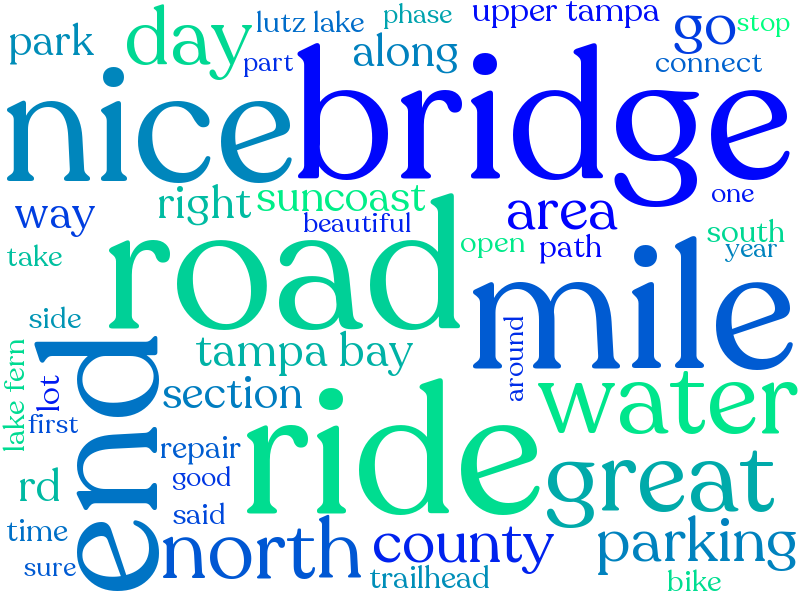 park
day
lutz lake
phase
upper tampa
go
stop
part
along
connect
nice
bridge
way
right
suncoast
beautiful
area
one
take
road
open
path
south
year
side
mile
end
tampa bay
around
lake fern
lot
section
water
first
ride
repair
great
rd
good
time
said
north
county
parking
sure
trailhead
bike